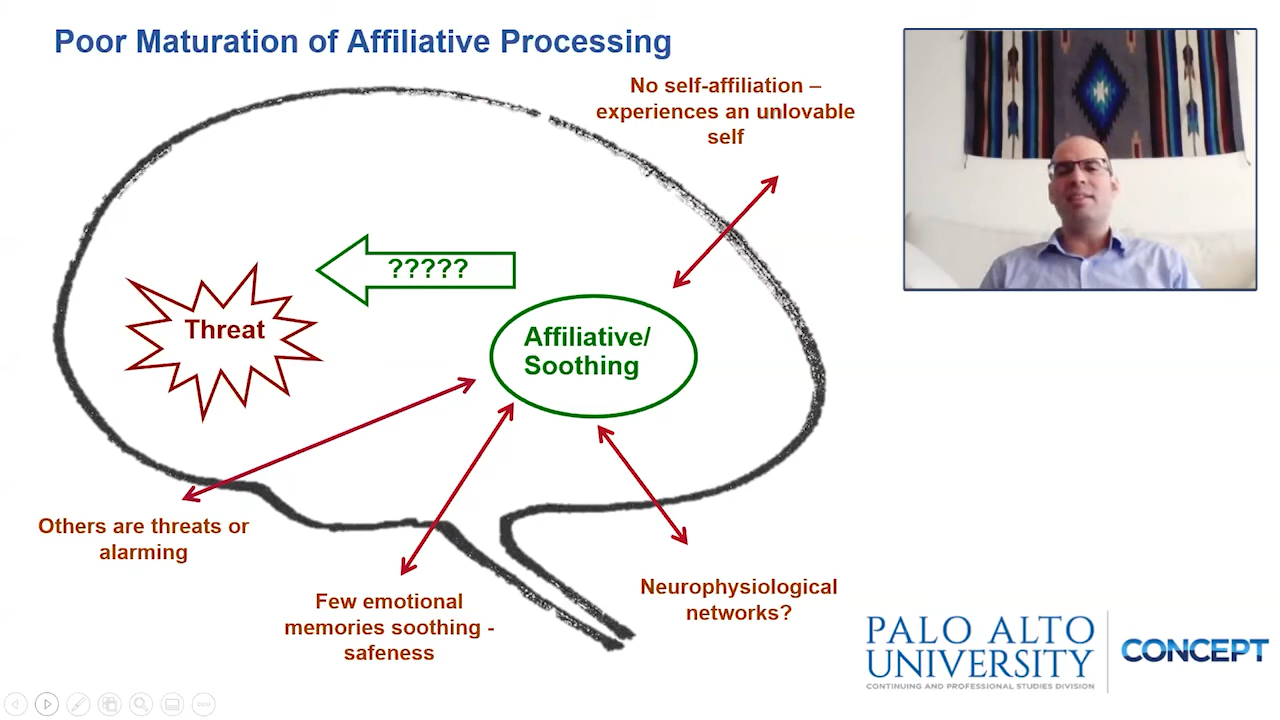 Poor Maturation of Affiliative Processing
No self-affiliation –
experiences an unlovable
self
?????
Threat
Affiliative/
Soothing
Others are threats or
alarming
Few emotional
memories soothing -
safeness
Neurophysiological
networks?
PALO ALTO
UNIVERSITY
CONTINUING AND PROFESSIONAL STUDIES DIVISION
CONCEPT